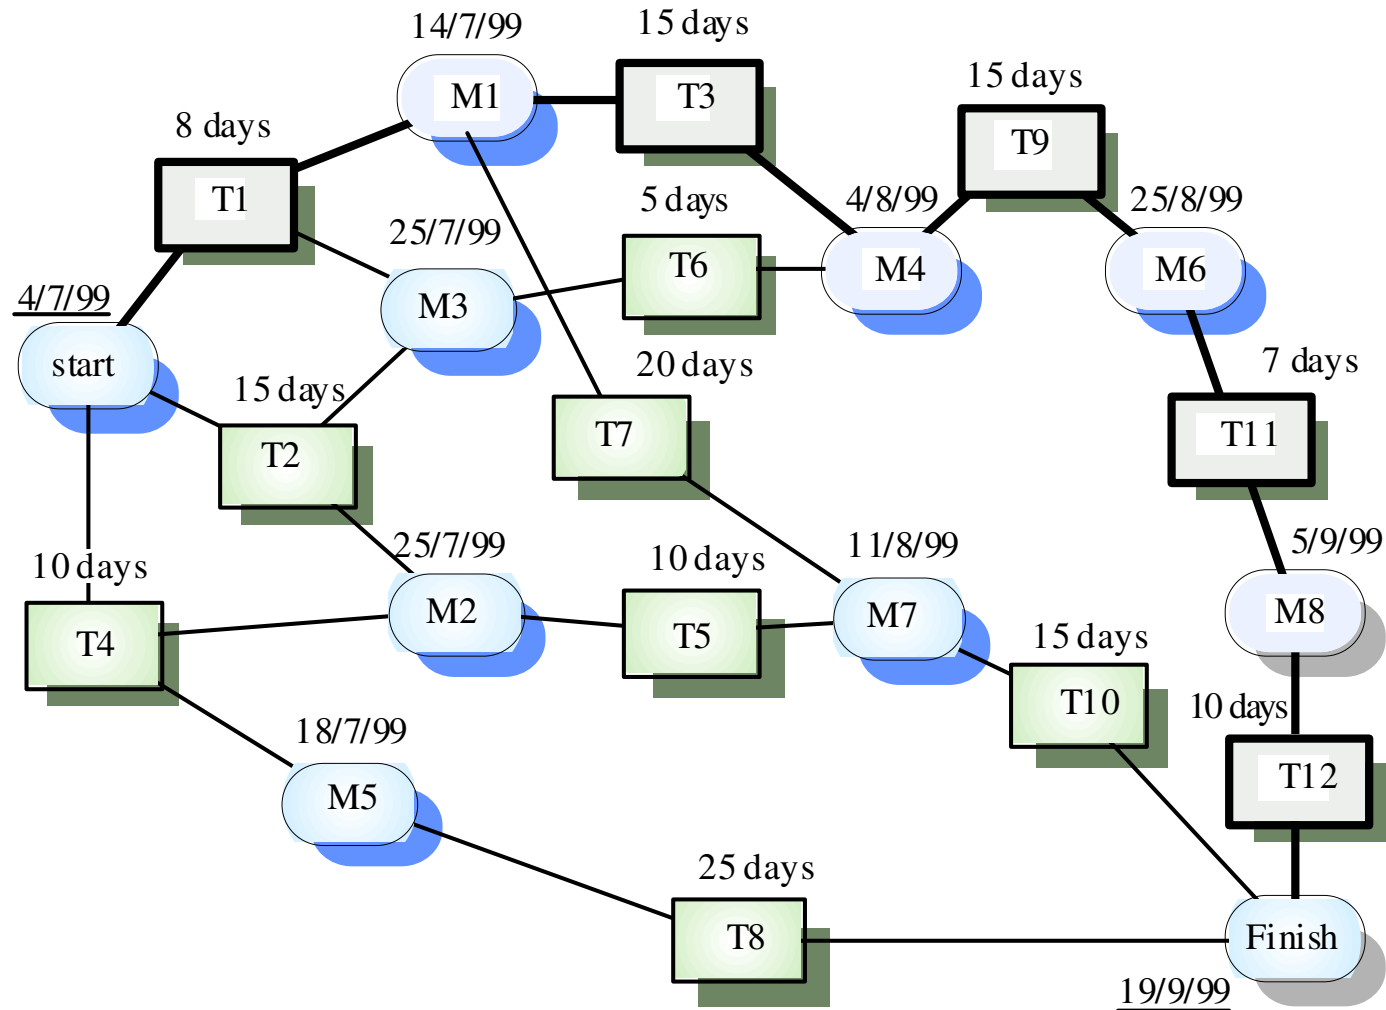 14/7/99
15 days
M1
T3
15 days
8 days
T9
T1
5 days
4/8/99
25/8/99
25/7/99
T6
M4
M6
4/7/99
M3
start
20 days
7 days
15 days
T2
T7
T11
25/7/99
11/8/99
5/9/99
10 days
10 days
M2
M7
M8
T4
T5
15 days
18/7/99
T10
10 days
M5
T12
25 days
T8
Finish
19/9/99